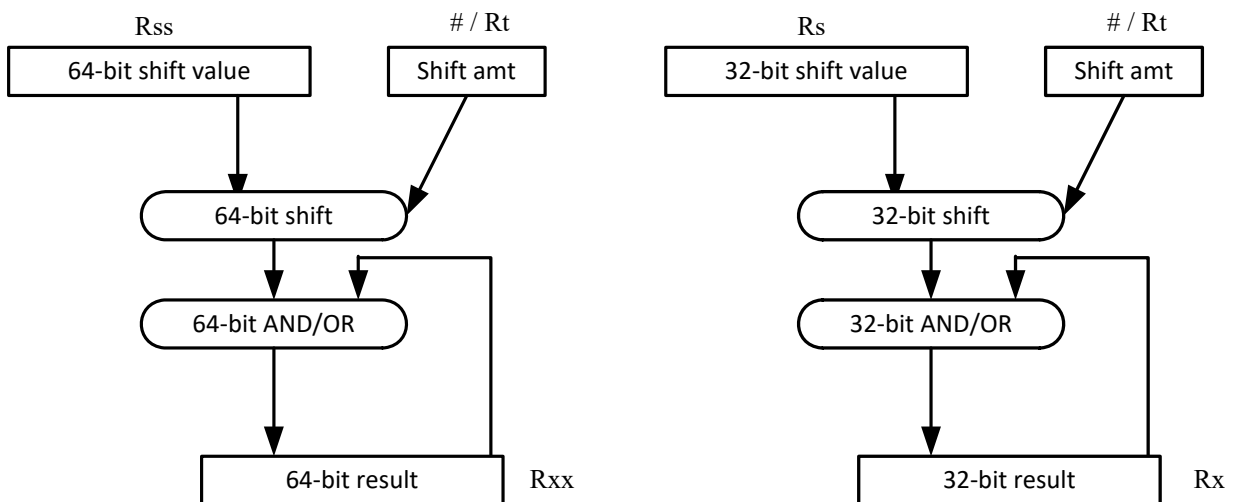 Rss
# / Rt
64-bit shift value
Shift amt
64-bit shift
64-bit AND/OR
64-bit result
Rxx
Rs
# / Rt
32-bit shift value
Shift amt
32-bit shift
32-bit AND/OR
32-bit result
Rx